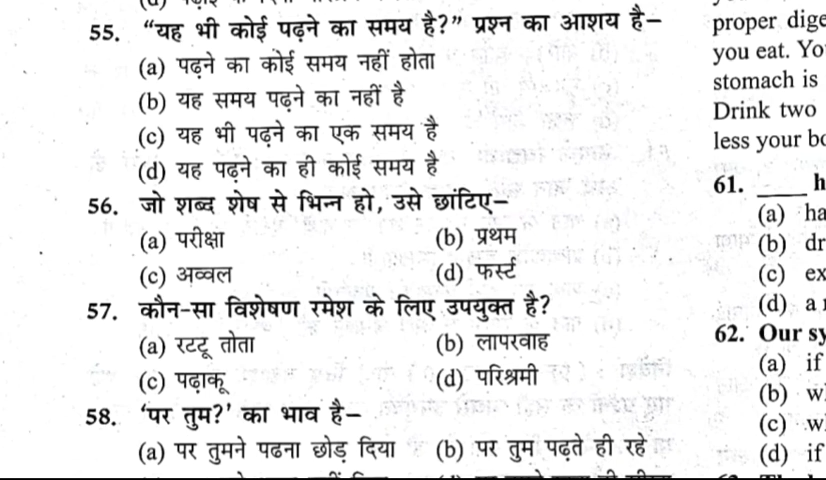 55. “यह भी कोई पढ़ने का समय है?” प्रश्न का आशय है–
(a) पढ़ने का कोई समय नहीं होता
(b) यह समय पढ़ने का नहीं है
(c) यह भी पढ़ने का एक समय है
(d) यह पढ़ने का ही कोई समय है
56. जो शब्द शेष से भिन्न हो, उसे छांटिए–
(a) परीक्षा (b) प्रथम
(c) अव्वल (d) फर्स्ट
57. कौन-सा विशेषण रमेश के लिए उपयुक्त है?
(a) रटटू तोता (b) लापरवाह
(c) पढ़ाकू (d) परिश्रमी
58. ‘पर तुम?’ का भाव है–
(a) पर तुमने पढना छोड़ दिया (b) पर तुम पढ़ते ही रहे
proper dige
you eat. Yo
stomach is
Drink two
less your bo
61. ____ h
(a) ha
(b) dr
(c) ex
(d) a
62. Our sy
(a) if
(b) w
(c) w
(d) if